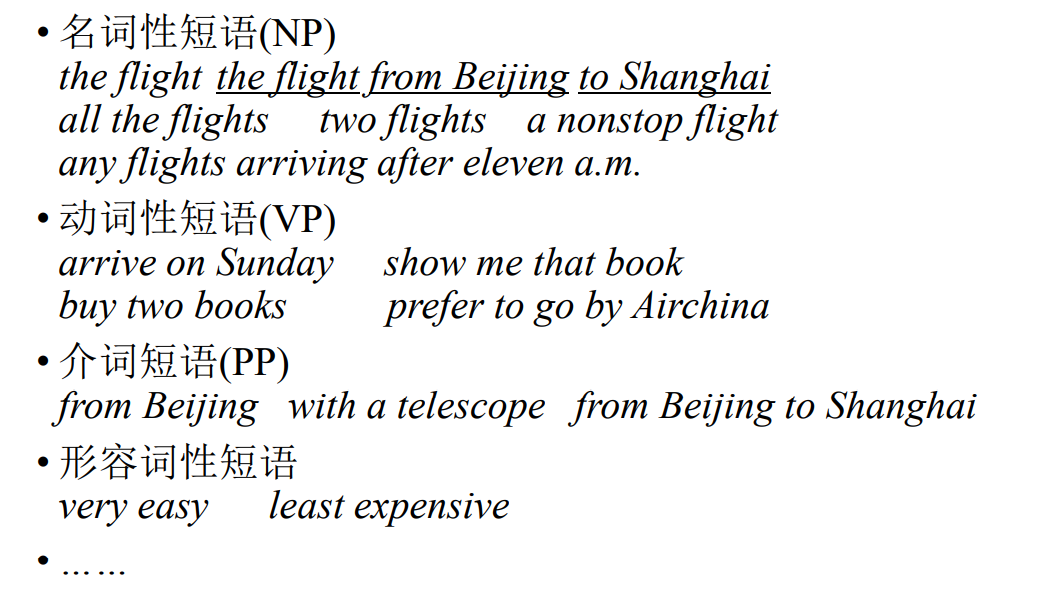 • 名词性短语(NP)
the flight the flight from Beijing to Shanghai
all the flights two flights a nonstop flight
any flights arriving after eleven a.m.
• 动词性短语(VP)
arrive on Sunday show me that book
buy two books prefer to go by Airchina
• 介词短语(PP)
from Beijing with a telescope from Beijing to Shanghai
• 形容词性短语
very easy least expensive
• ……